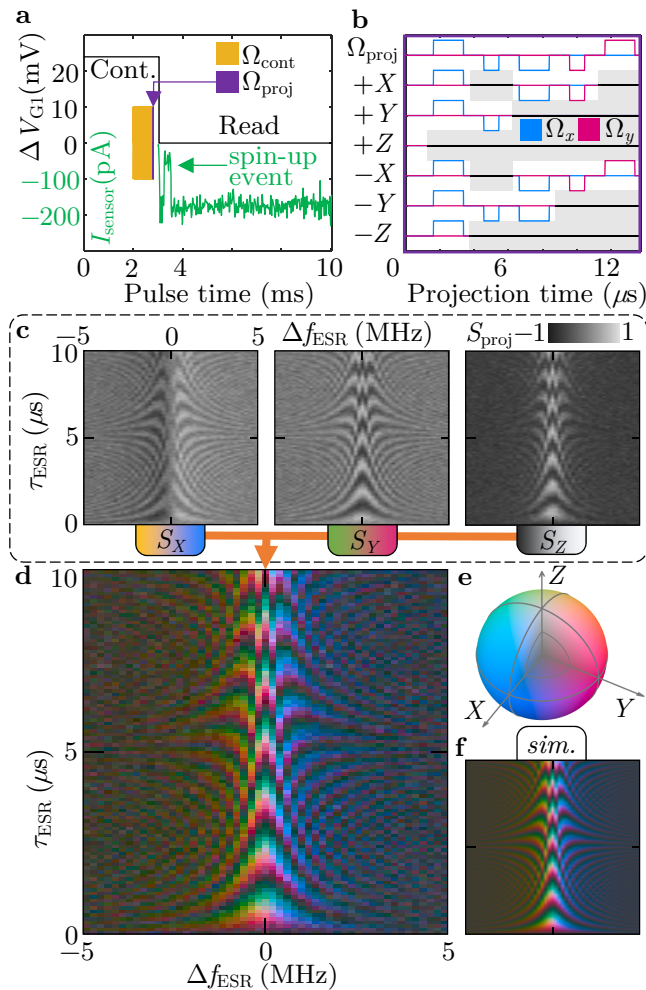 a
ΔV_G1(mV)
I_sensor(pA)
20
10
0
−100
−200
Cont.
Ω_cont
Ω_proj
Read
spin-up
event
0
3
4
6
8
10
Pulse time (ms)
b
Ω_proj
+X
+Y
+Z
−X
−Y
−Z
Ω_x
Ω_y
0
6
6
12
Projection time (μs)
c
−5
0
5
Δf_ESR (MHz)
S_proj
−1
1
10
5
0
τ_ESR (μs)
S_X
S_Y
S_Z
d
10
5
0
τ_ESR (μs)
−5
0
5
Δf_ESR (MHz)
e
Z
X
Y
f
sim.